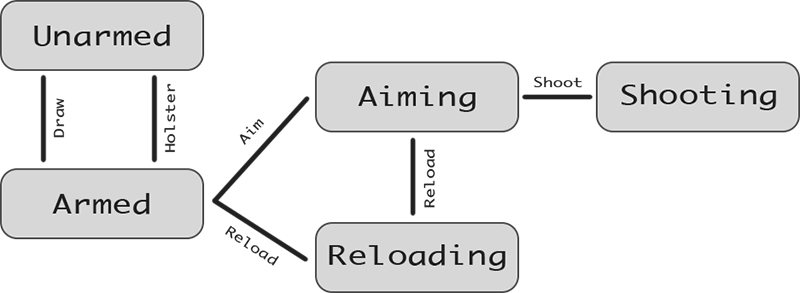 Unarmed
Draw
Holster
Armed
Aim
Reload
Aiming
Shoot
Shooting
Reload
Reloading